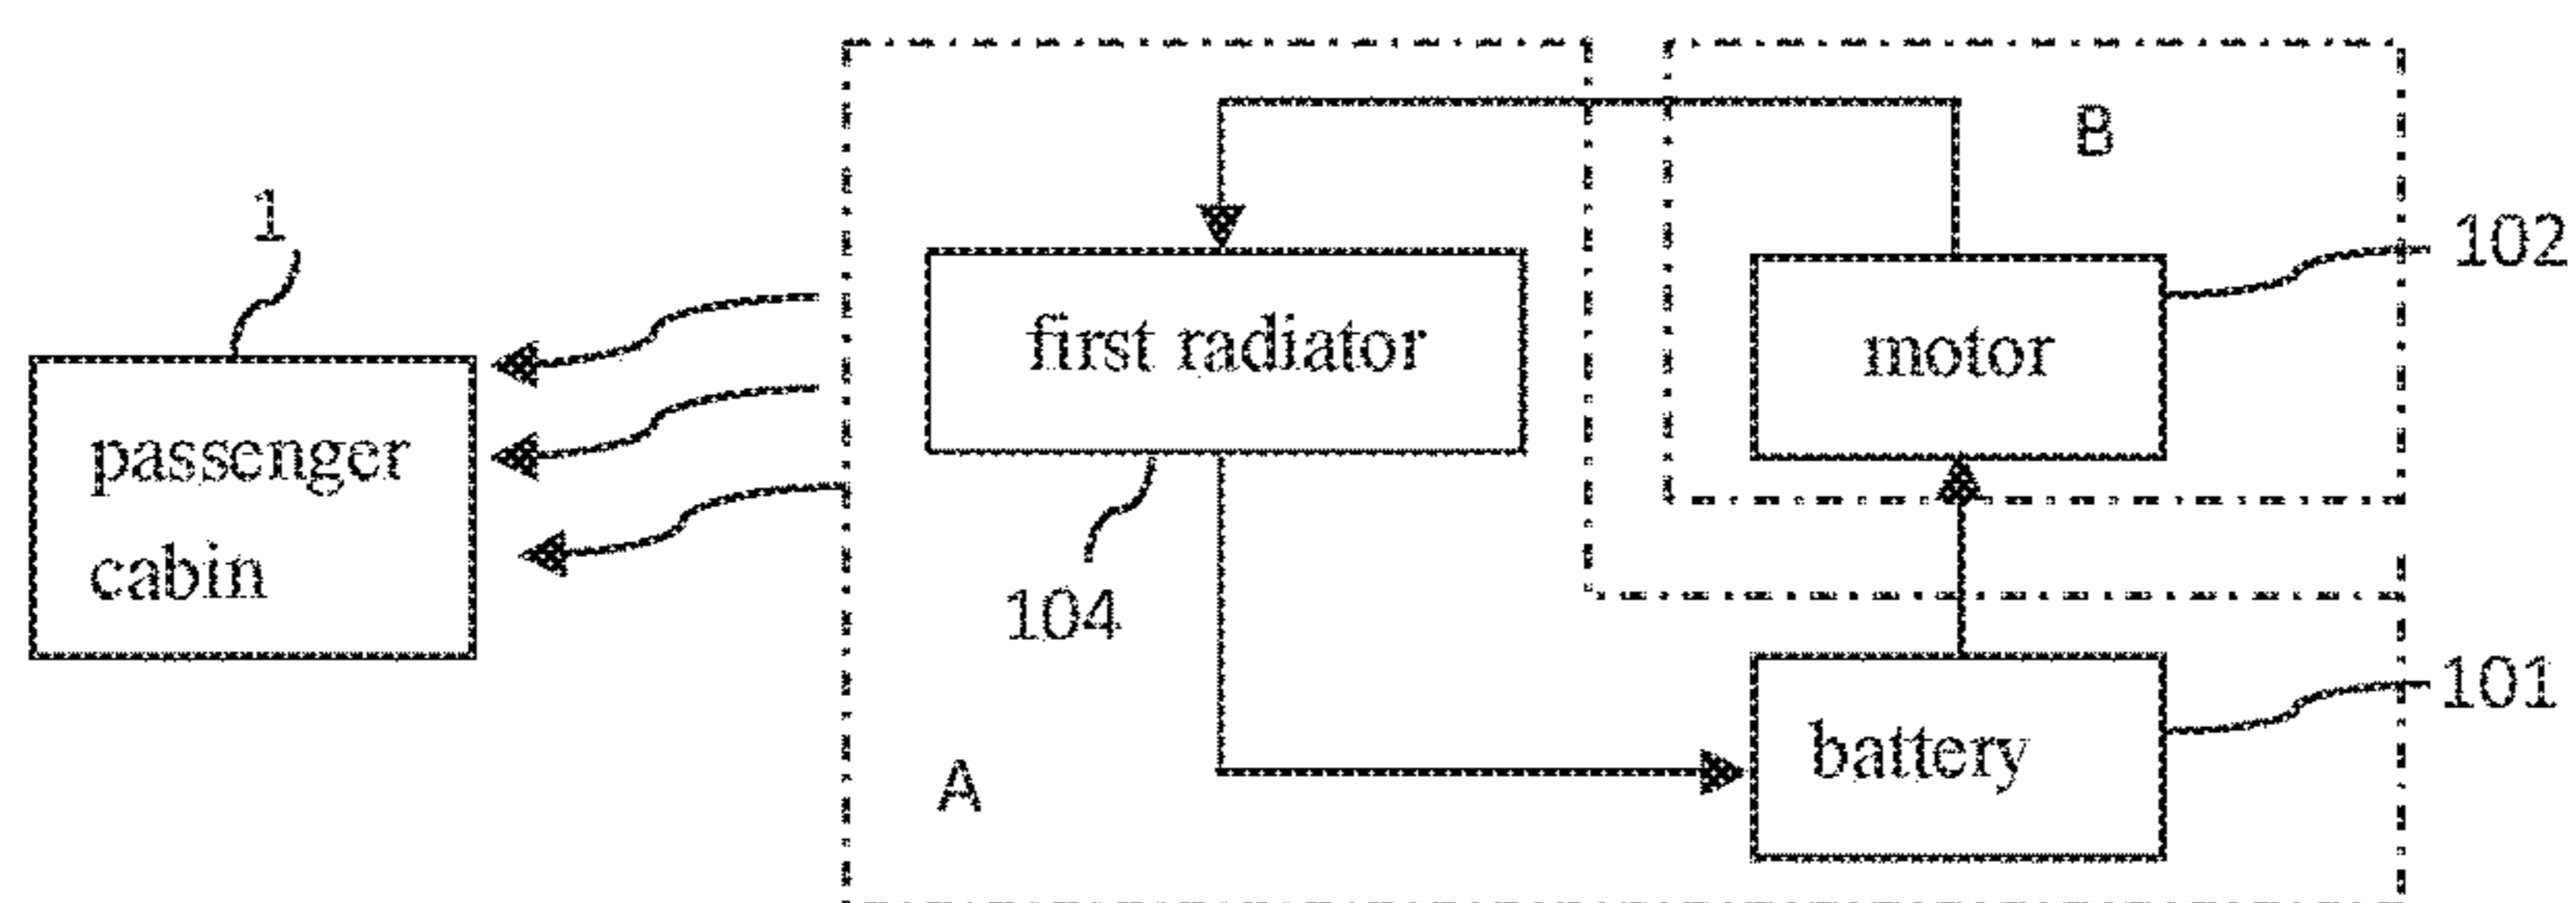 B
1
102
first radiator
motor
passenger
cabin
104
101
battery
A